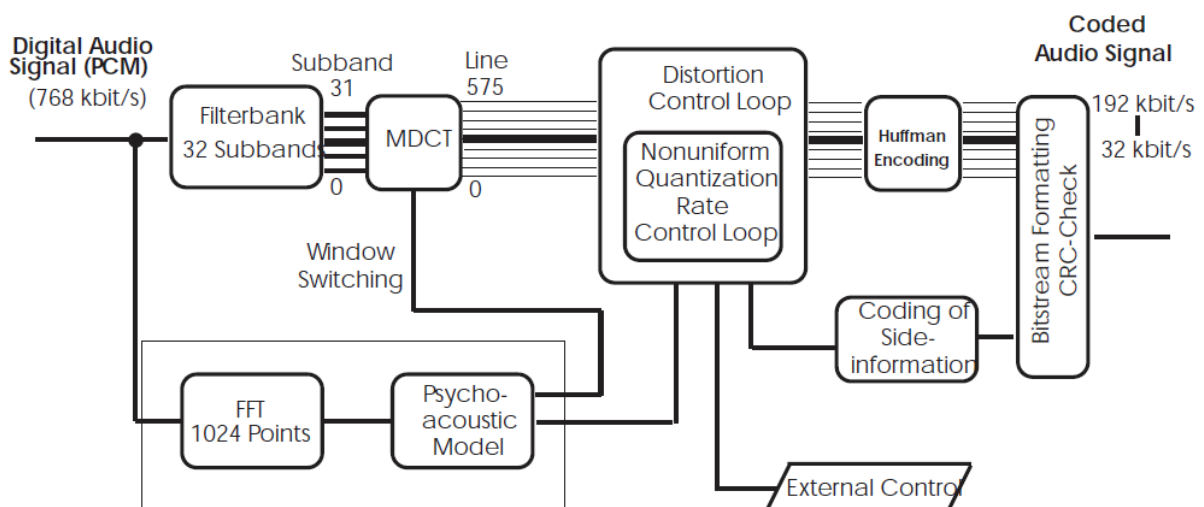 Digital Audio
Signal (PCM)
(768 kbit/s)
Filterbank
32 Subbands
Subband
31
0
MDCT
Line
575
0
Window
Switching
Distortion
Control Loop
Nonuniform
Quantization
Rate
Control Loop
Huffman
Encoding
Coded
Audio Signal
192 kbit/s
32 kbit/s
Bitstream Formatting
CRC-Check
Coding of
Side-
information
FFT
1024 Points
Psycho-
acoustic
Model
External Control